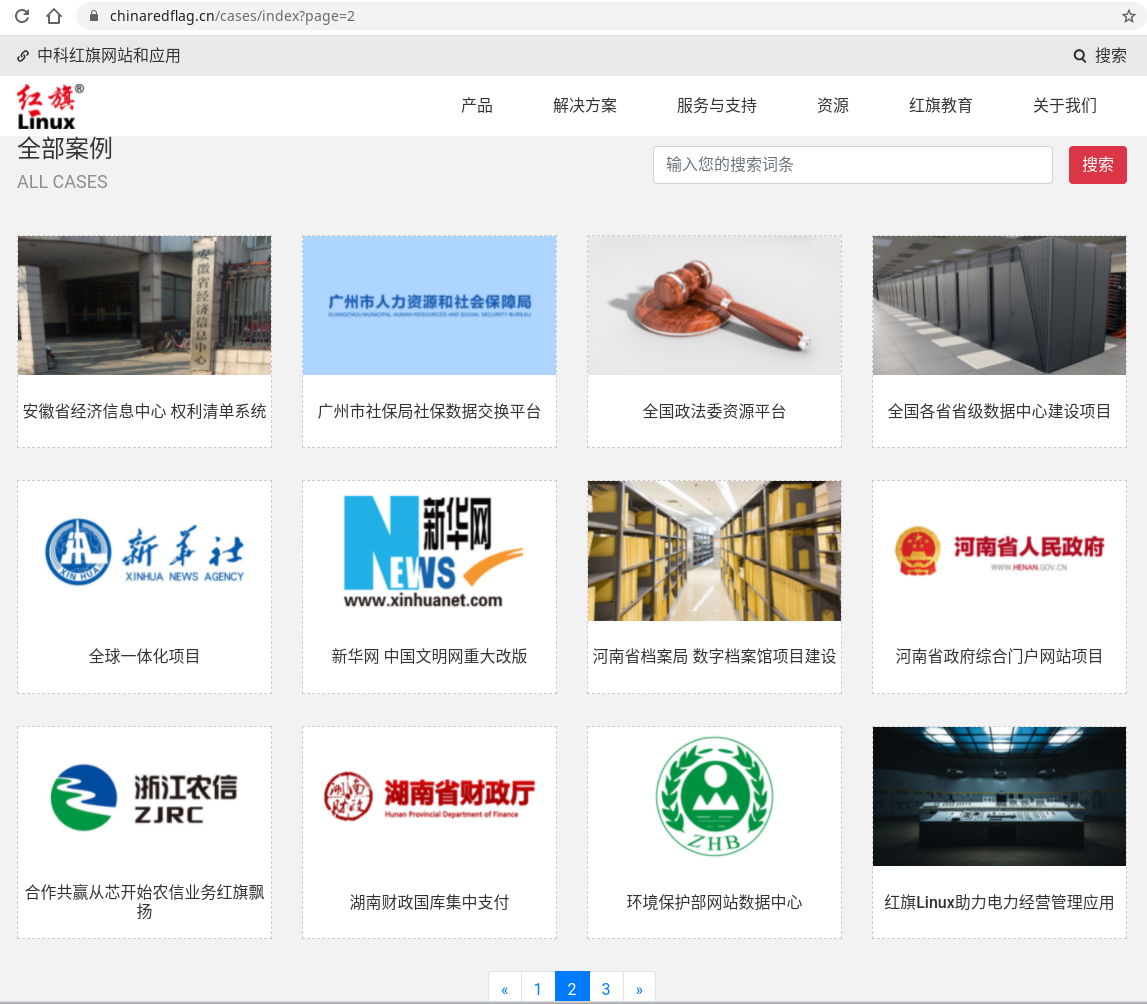 chinaredflag.cn/cases/index?page=2
中科红旗网站和应用
搜索
红旗®
Linux
产品
解决方案
服务与支持
资源
红旗教育
关于我们
全部案例
输入您的搜索词条
搜索
ALL CASES
安徽省经济信息中心
广州市人力资源和社会保障局
GUANGZHOU MUNICIPAL HUMAN RESOURCES AND SOCIAL SECURITY BUREAU
安徽省经济信息中心 权利清单系统
广州市社保局社保数据交换平台
全国政法委资源平台
全国各省省级数据中心建设项目
XIN HUA
新华社
XINHUA NEWS AGENCY
NEWS
新华网
www.xinhuanet.com
河南省人民政府
WWW.HENAN.GOV.CN
全球一体化项目
新华网 中国文明网重大改版
河南省档案局 数字档案馆项目建设
河南省政府综合门户网站项目
浙江农信
ZJRC
湖南财政
湖南省财政厅
Hunan Provincial Department of Finance
ZHB
合作共赢从芯开始农信业务红旗飘
扬
湖南财政国库集中支付
环境保护部网站数据中心
红旗Linux助力电力经营管理应用
« 1 2 3 »